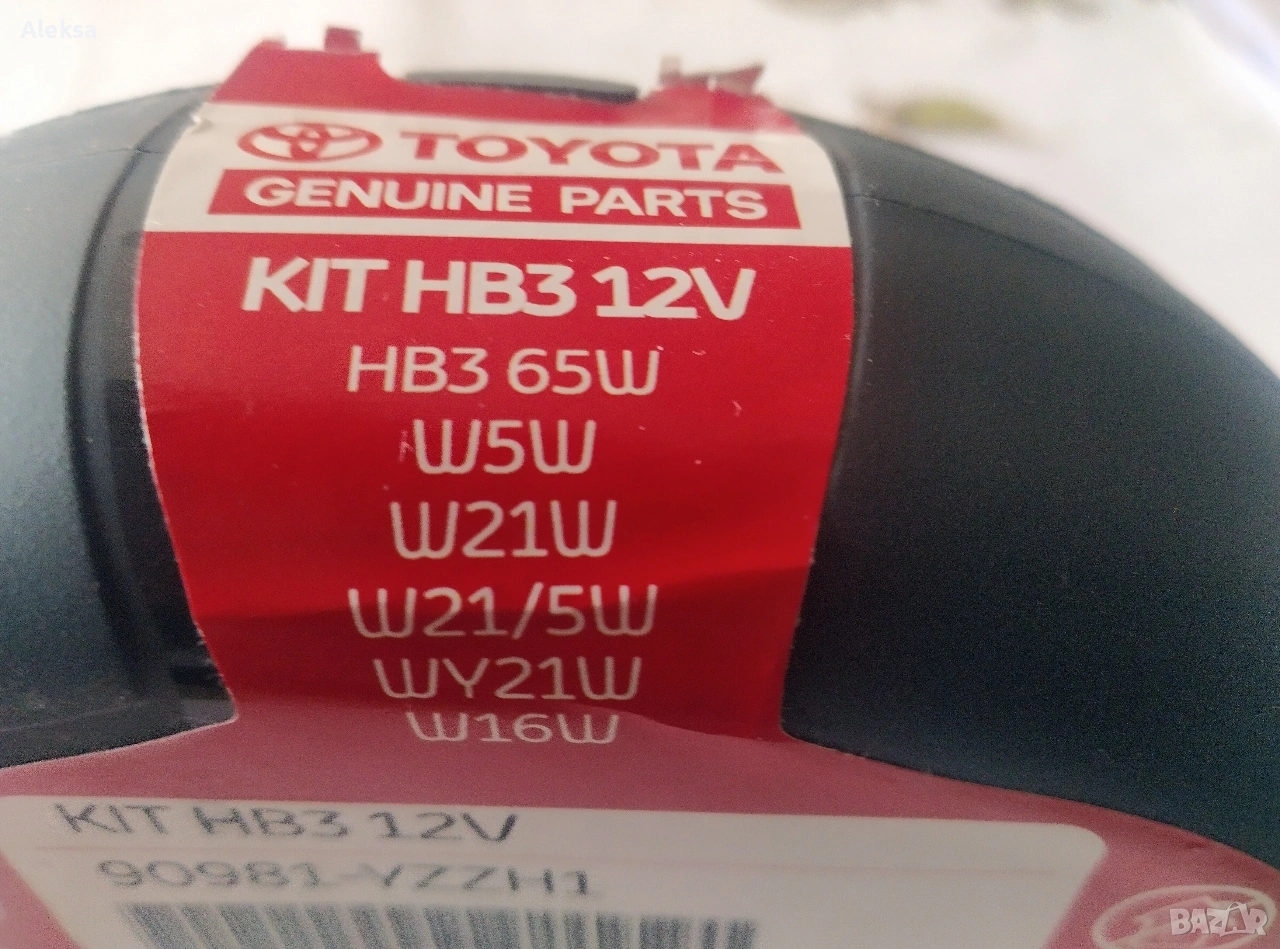 Aleksa
TOYOTA
GENUINE PARTS
KIT HB3 12V
HB3 65W
W5W
W21W
W21/5W
WY21W
W16W
KIT HB3 12V
90981-YZZH1
BAZAR